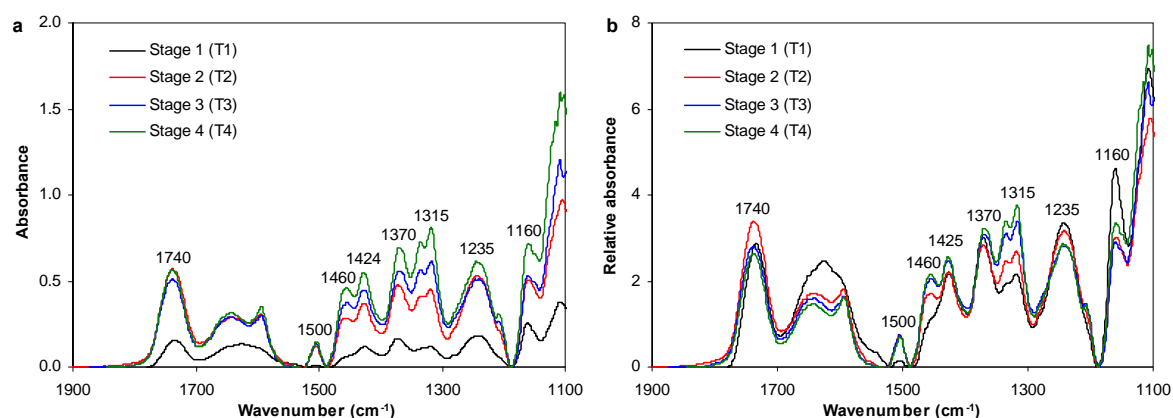 a
Absorbance
2.0
1.5
1.0
0.5
0.0
Stage 1 (T1)
Stage 2 (T2)
Stage 3 (T3)
Stage 4 (T4)
1740
1500
1460
1424
1370
1315
1235
1160
1900
1700
1500
1300
1100
Wavenumber (cm⁻¹)
b
Relative absorbance
8
6
4
2
0
Stage 1 (T1)
Stage 2 (T2)
Stage 3 (T3)
Stage 4 (T4)
1740
1500
1460
1425
1370
1315
1235
1160
1900
1700
1500
1300
1100
Wavenumber (cm⁻¹)